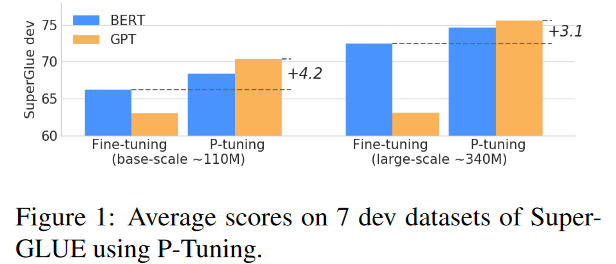 BERT
GPT
SuperGlue dev
75
70
65
60
+4.2
+3.1
Fine-tuning P-tuning Fine-tuning P-tuning
(base-scale ~110M) (large-scale ~340M)
Figure 1: Average scores on 7 dev datasets of Super-
GLUE using P-Tuning.